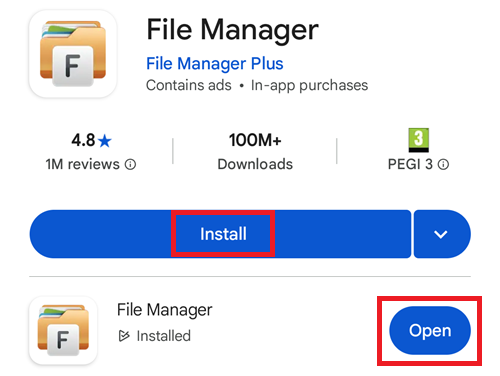 File Manager
F
File Manager Plus
Contains ads • In-app purchases
4.8★ 100M+ 3
1M reviews Downloads PEGI 3
Install
File Manager
F
Installed
Open